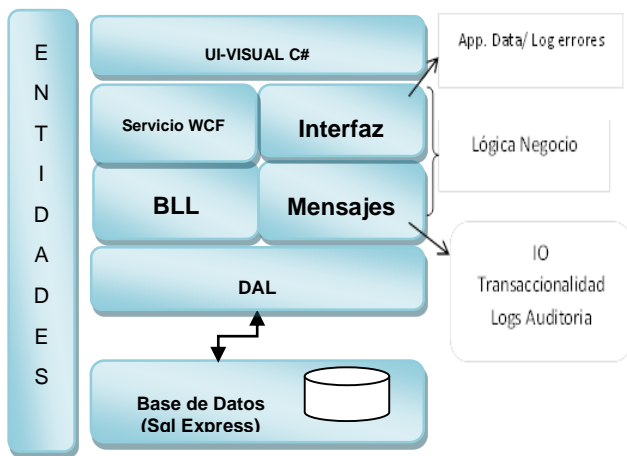 ENTIDADES
UI-VISUAL C#
App. Data/ Log errores
Servicio WCF
Interfaz
Lógica Negocio
BLL
Mensajes
IO
Transaccionalidad
Logs Auditoria
DAL
Base de Datos
(Sql Express)